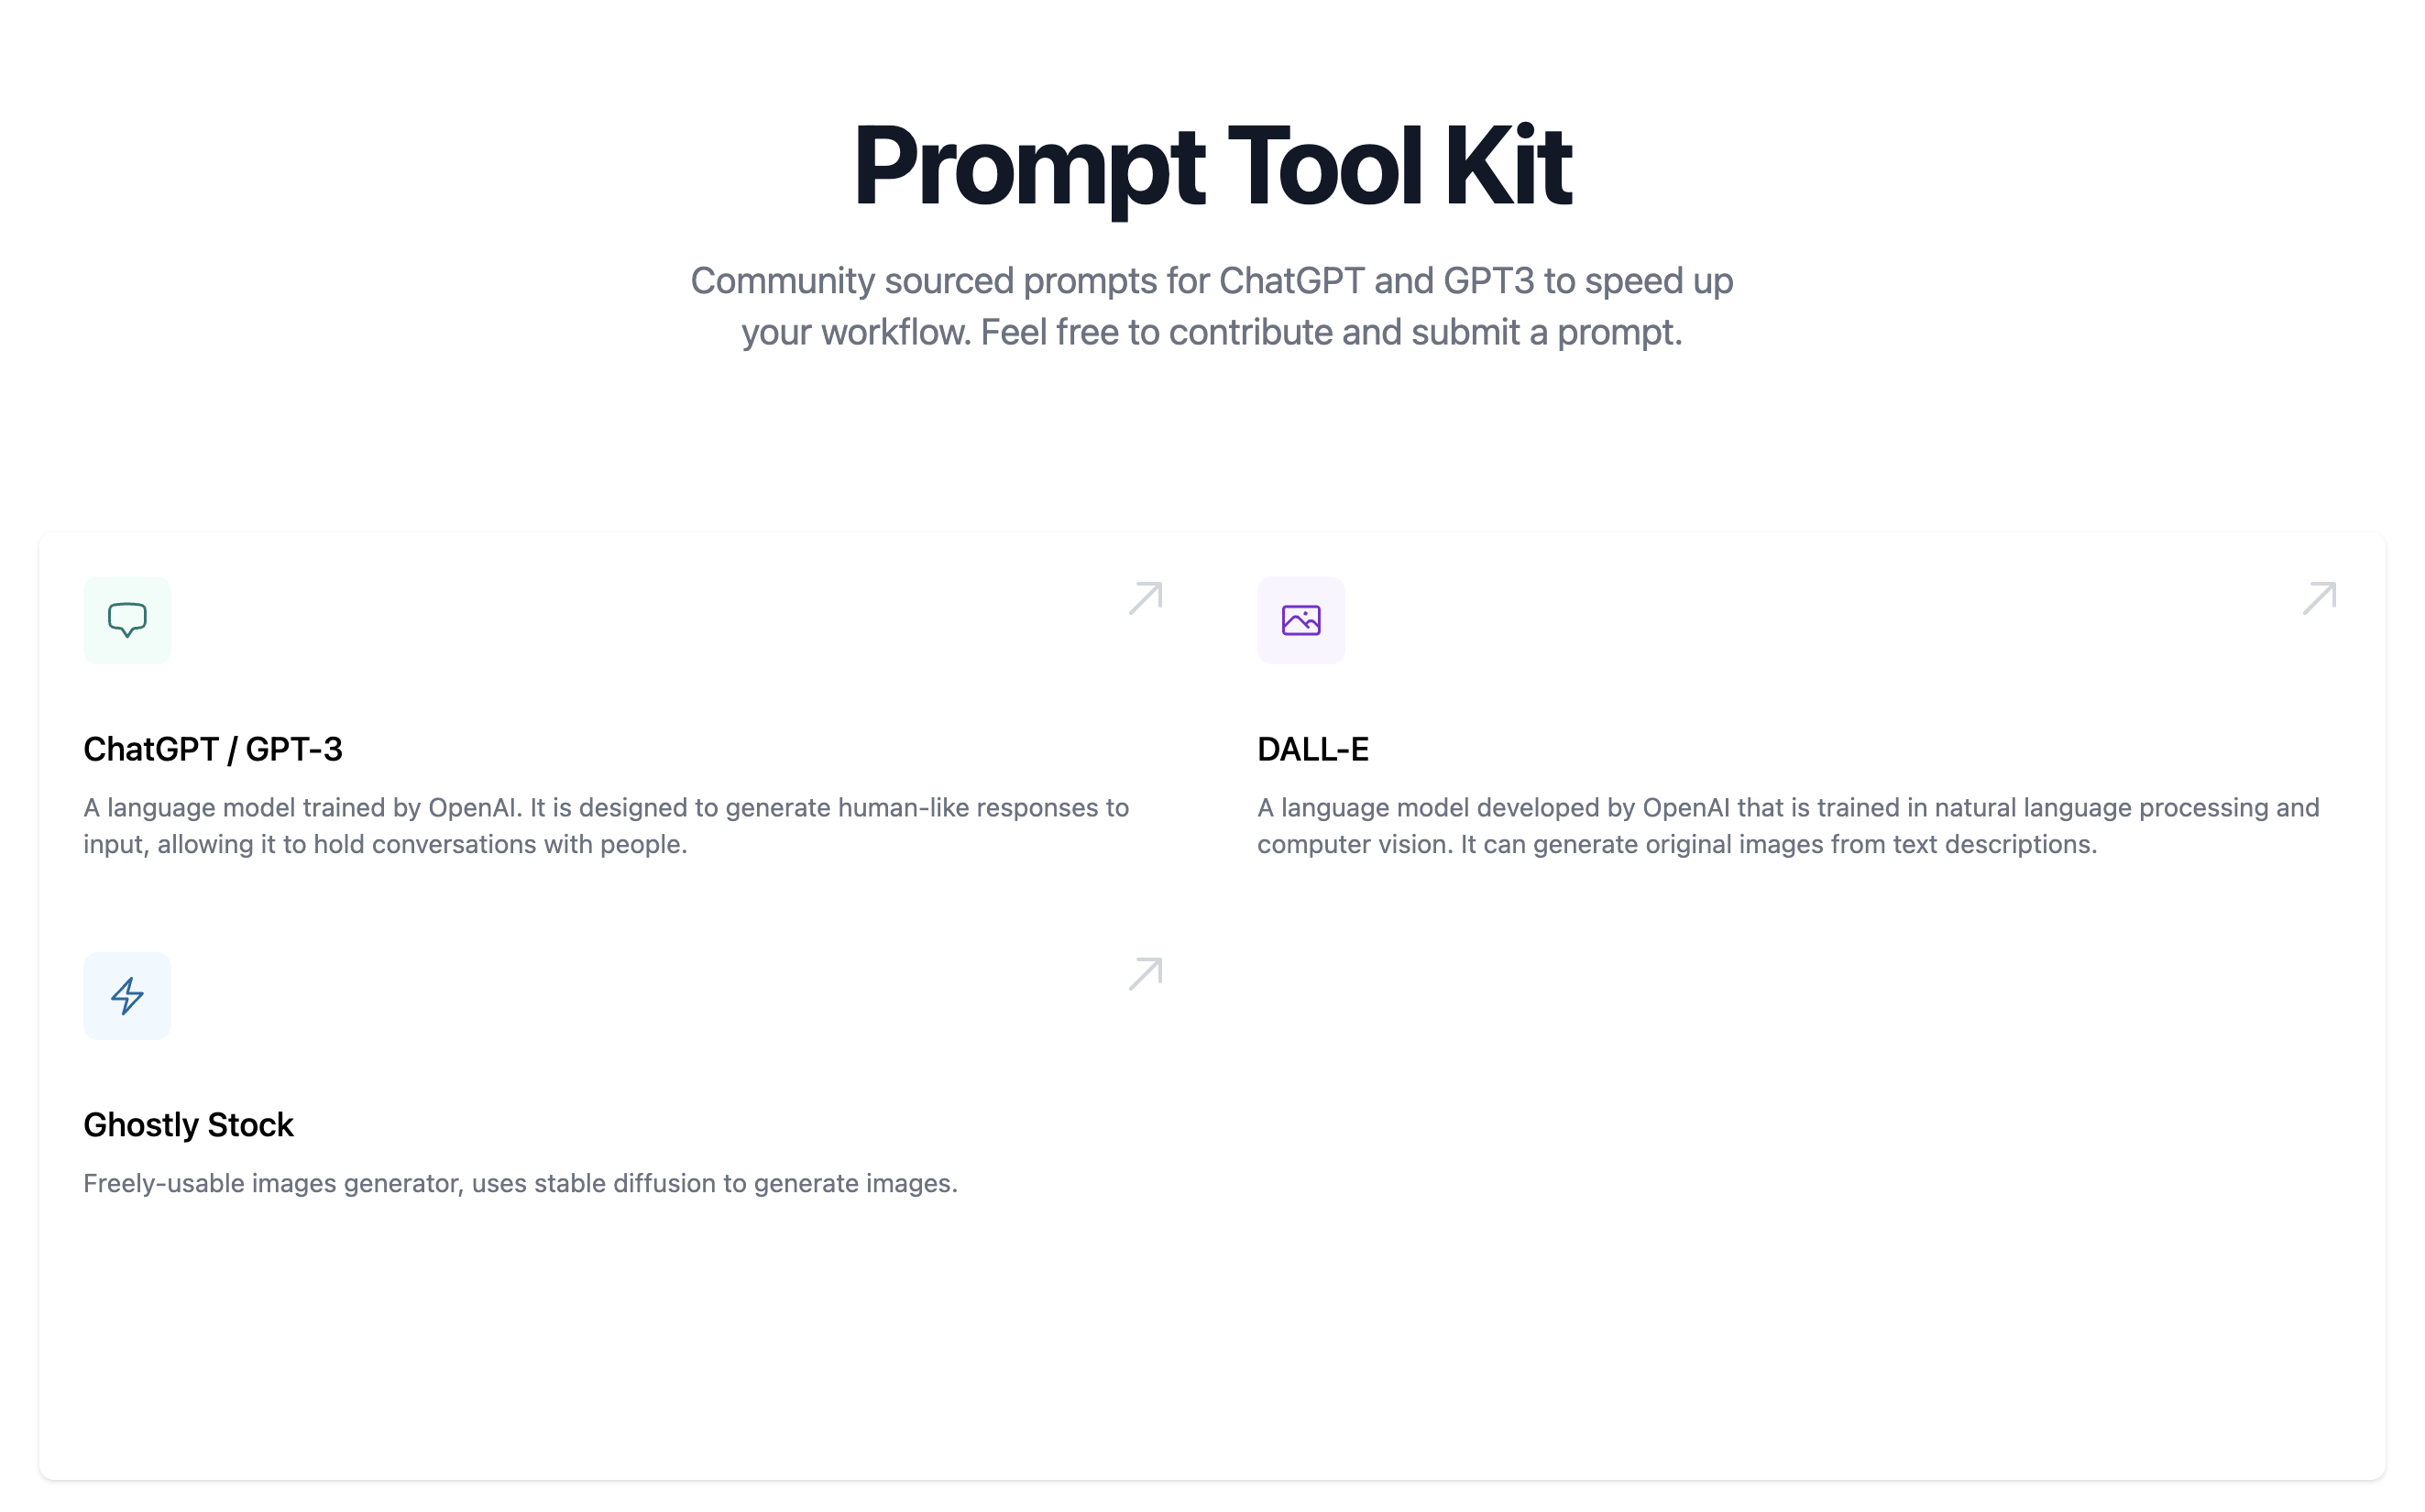 Prompt Tool Kit
Community sourced prompts for ChatGPT and GPT3 to speed up
your workflow. Feel free to contribute and submit a prompt.
ChatGPT / GPT-3
A language model trained by OpenAI. It is designed to generate human-like responses to
input, allowing it to hold conversations with people.
DALL-E
A language model developed by OpenAI that is trained in natural language processing and
computer vision. It can generate original images from text descriptions.
Ghostly Stock
Freely-usable images generator, uses stable diffusion to generate images.